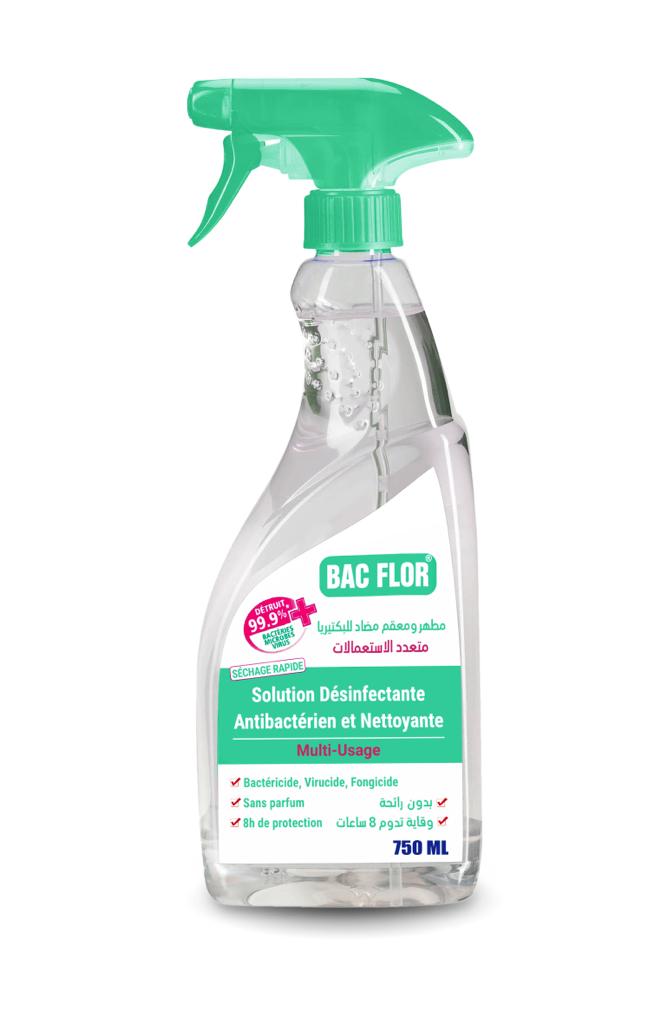 BAC FLOR®
DÉTRUIT
99.9%*
BACTÉRIES
MICROBES
VIRUS
مطهر ومعقم مضاد للبكتيريا
متعدد الاستعمالات
SÉCHAGE RAPIDE
Solution Désinfectante
Antibactérien et Nettoyante
Multi-Usage
Bactéricide, Virucide, Fongicide
Sans parfum
بدون رائحة
8h de protection
وقاية تدوم 8 ساعات
750 ML